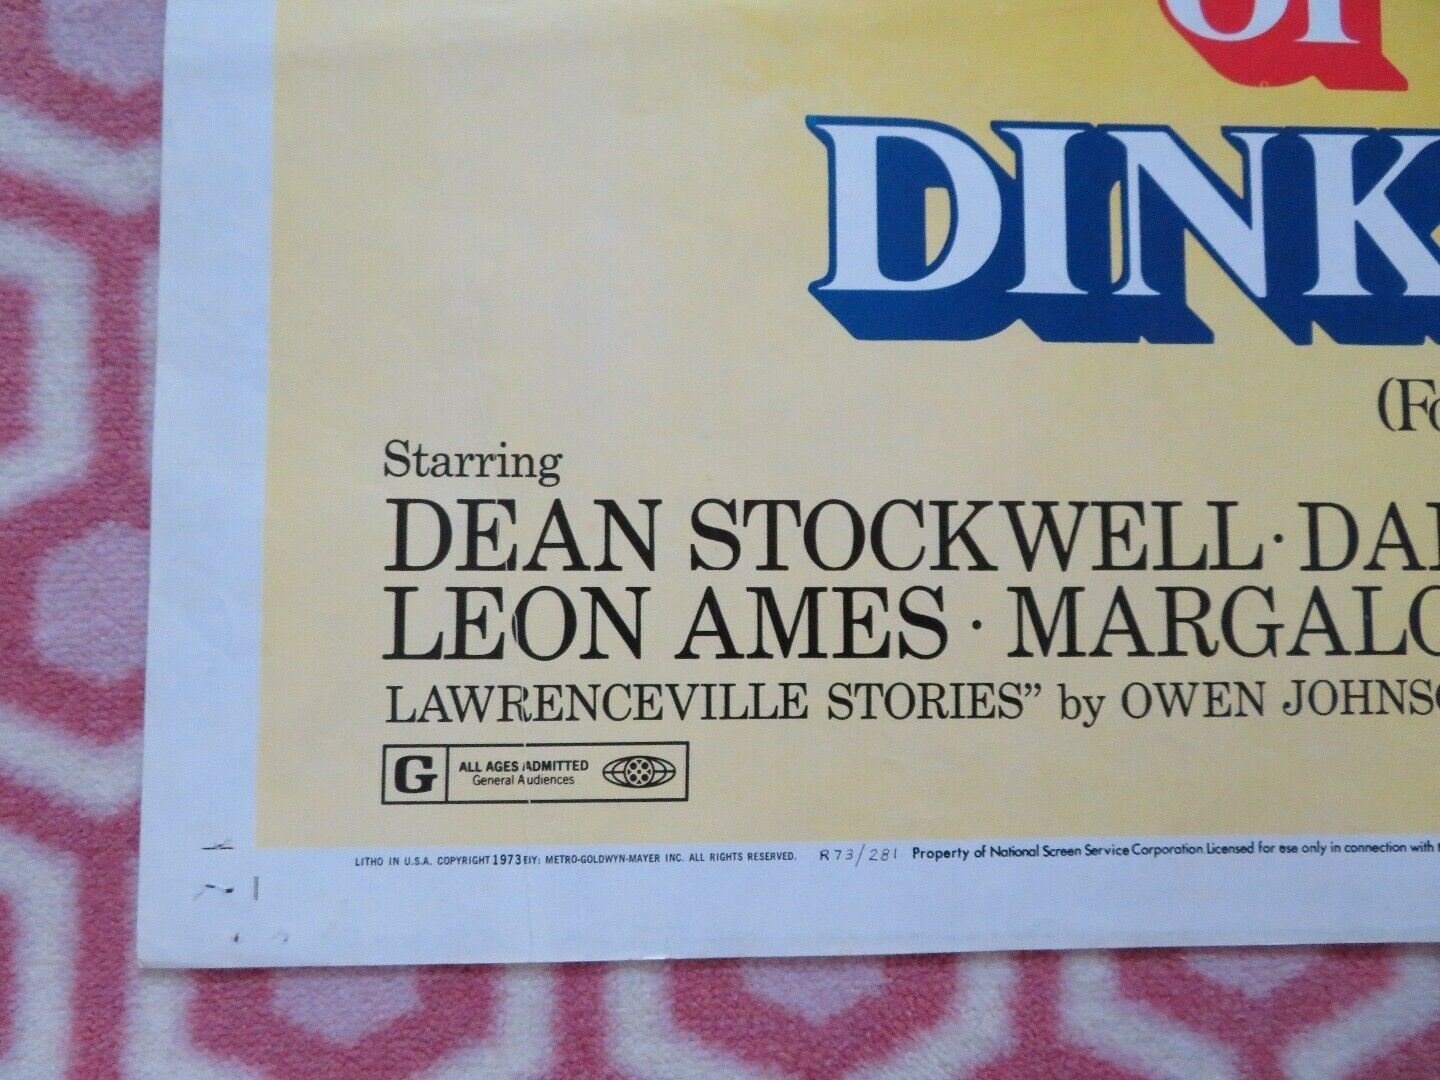 OF
DINK
(Fo
Starring
DEAN STOCKWELL · DA
LEON AMES · MARGALO
LAWRENCEVILLE STORIES" by OWEN JOHNSO
G ALL AGES ADMITTED
General Audiences
LITHO IN U.S.A. COPYRIGHT 1973 BY: METRO-GOLDWYN-MAYER INC. ALL RIGHTS RESERVED. R73/281 Property of National Screen Service Corporation Licensed for use only in connection with